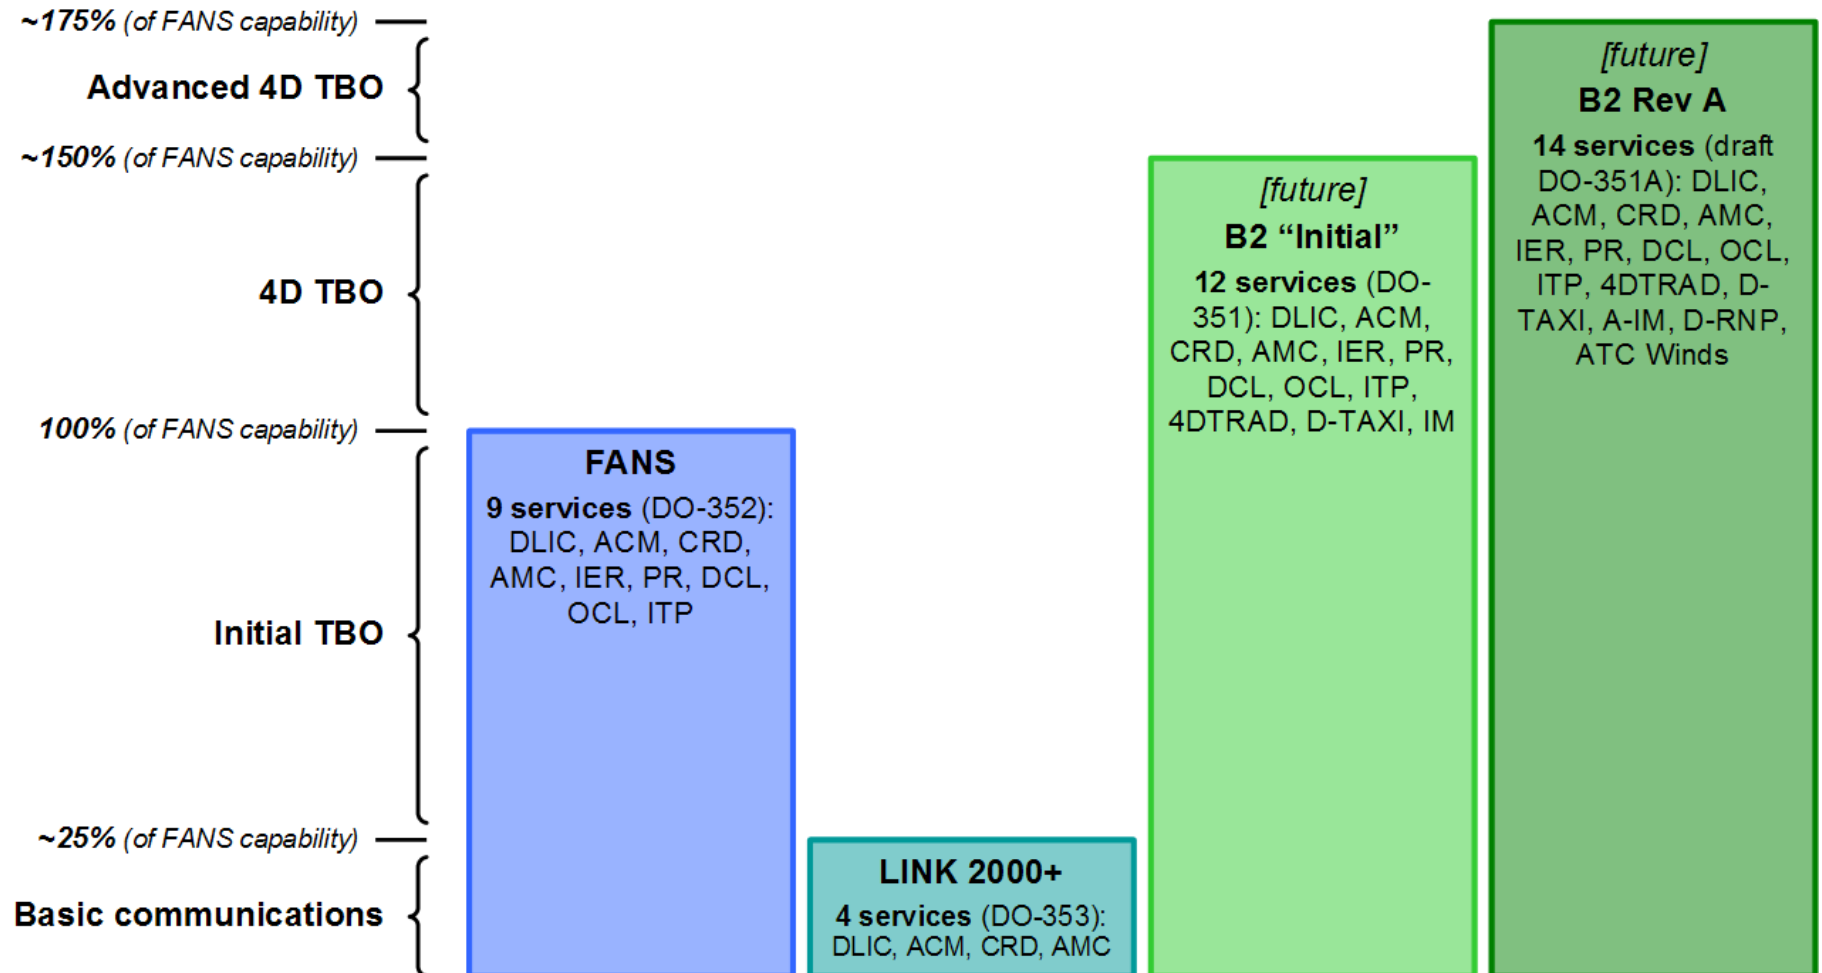 ~175% (of FANS capability)
Advanced 4D TBO
~150% (of FANS capability)
4D TBO
100% (of FANS capability)
Initial TBO
~25% (of FANS capability)
Basic communications
FANS
9 services (DO-352):
DLIC, ACM, CRD,
AMC, IER, PR, DCL,
OCL, ITP
LINK 2000+
4 services (DO-353):
DLIC, ACM, CRD, AMC
[future]
B2 “Initial”
12 services (DO-
351): DLIC, ACM,
CRD, AMC, IER, PR,
DCL, OCL, ITP,
4DTRAD, D-TAXI, IM
[future]
B2 Rev A
14 services (draft
DO-351A): DLIC,
ACM, CRD, AMC,
IER, PR, DCL, OCL,
ITP, 4DTRAD, D-
TAXI, A-IM, D-RNP,
ATC Winds